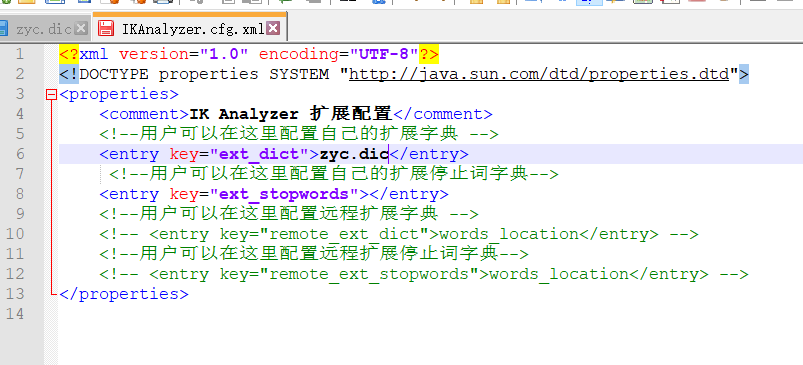 zyc.dic IKAnalyzer.cfg.xml
1 <?xml version="1.0" encoding="UTF-8"?>
2 <!DOCTYPE properties SYSTEM "http://java.sun.com/dtd/properties.dtd">
3 <properties>
4 <comment>IK Analyzer 扩展配置</comment>
5 <!--用户可以在这里配置自己的扩展字典 -->
6 <entry key="ext_dict">zyc.dic</entry>
7 <!--用户可以在这里配置自己的扩展停止词字典-->
8 <entry key="ext_stopwords"></entry>
9 <!--用户可以在这里配置远程扩展字典 -->
10 <!-- <entry key="remote_ext_dict">words_location</entry> -->
11 <!--用户可以在这里配置远程扩展停止词字典-->
12 <!-- <entry key="remote_ext_stopwords">words_location</entry> -->
13 </properties>
14